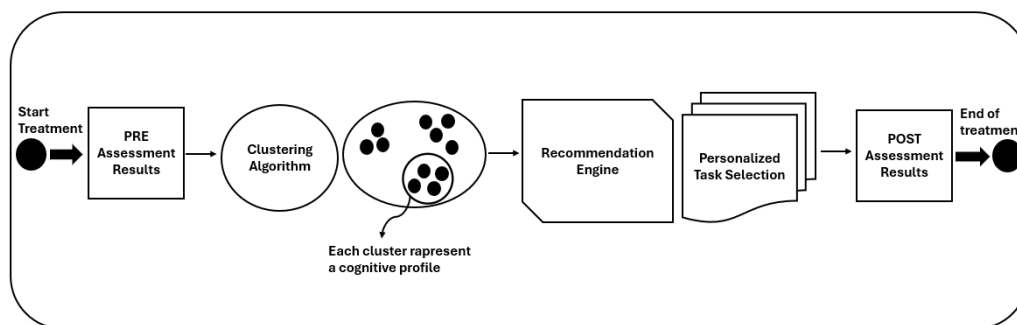 Start
Treatment
PRE
Assessment
Results
Clustering
Algorithm
Each cluster rapresent
a cognitive profile
Recommendation
Engine
Personalized
Task Selection
POST
Assessment
Results
End of
treatment